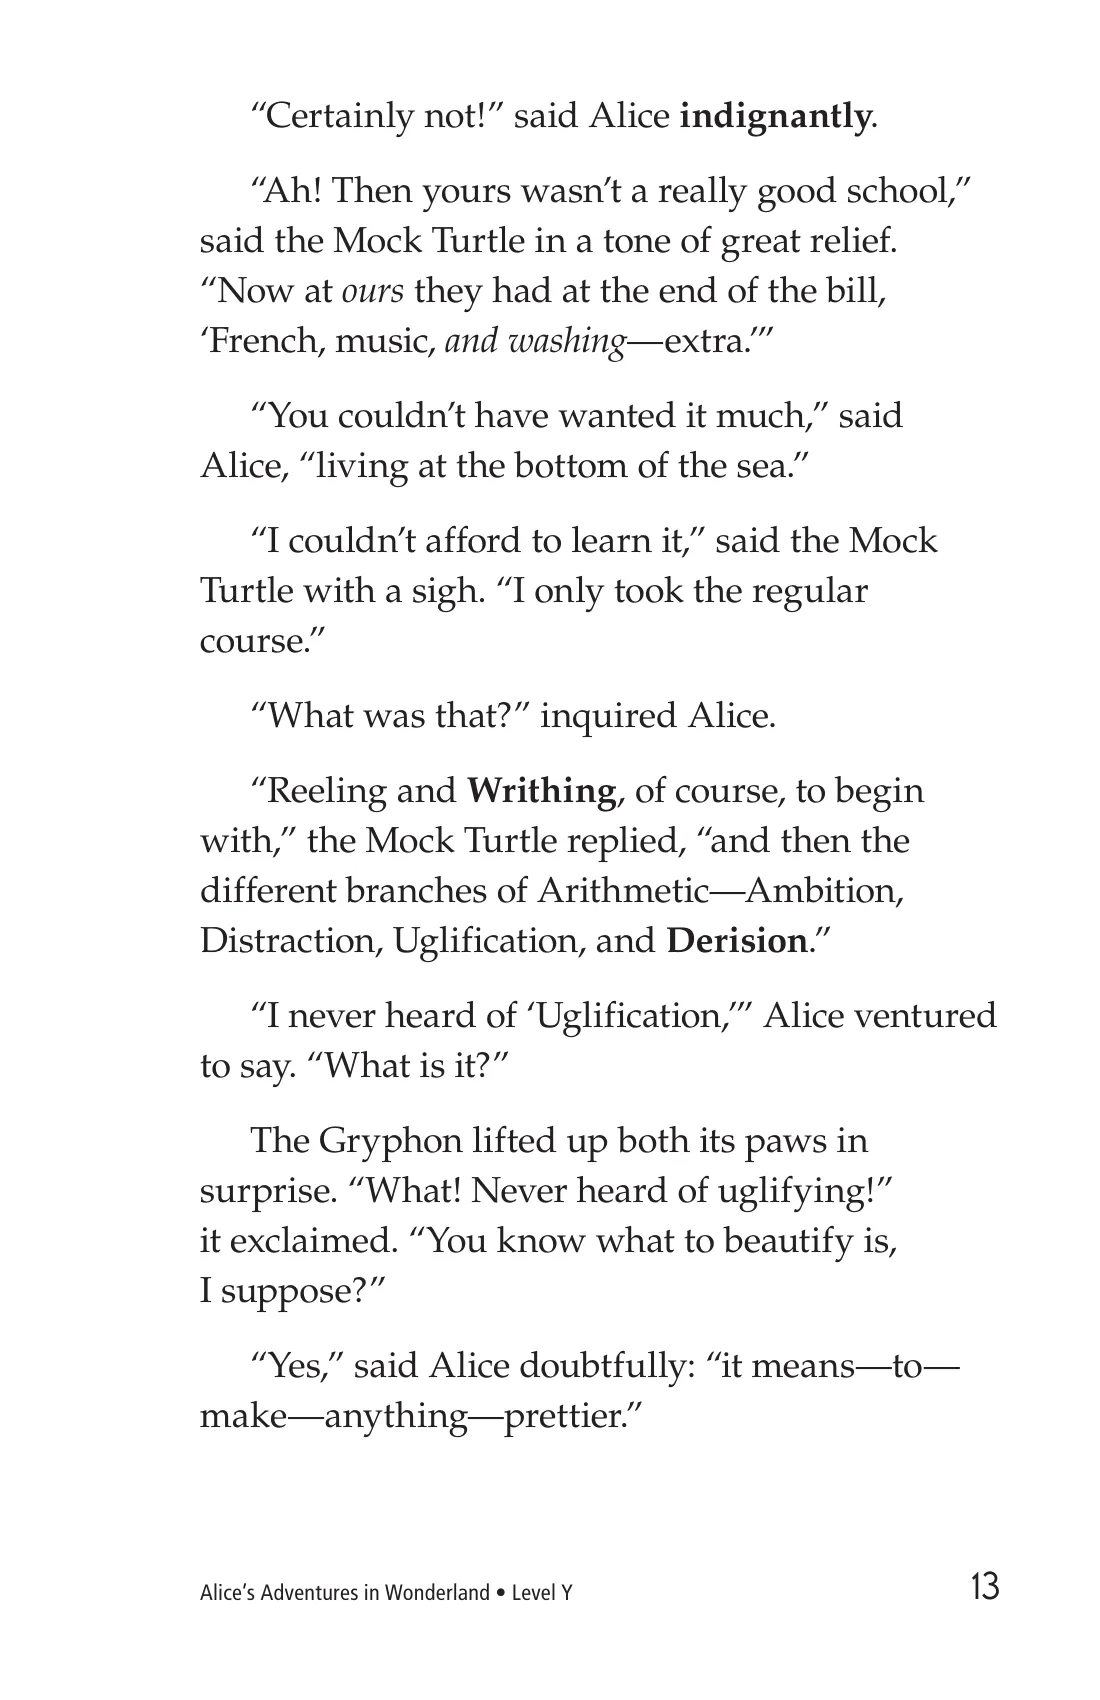 “Certainly not!” said Alice indignantly.
“Ah! Then yours wasn’t a really good school,”
said the Mock Turtle in a tone of great relief.
“Now at ours they had at the end of the bill,
‘French, music, and washing—extra.’”
“You couldn’t have wanted it much,” said
Alice, “living at the bottom of the sea.”
“I couldn’t afford to learn it,” said the Mock
Turtle with a sigh. “I only took the regular
course.”
“What was that?” inquired Alice.
“Reeling and Writhing, of course, to begin
with,” the Mock Turtle replied, “and then the
different branches of Arithmetic—Ambition,
Distraction, Uglification, and Derision.”
“I never heard of ‘Uglification,’” Alice ventured
to say. “What is it?”
The Gryphon lifted up both its paws in
surprise. “What! Never heard of uglifying!”
it exclaimed. “You know what to beautify is,
I suppose?”
“Yes,” said Alice doubtfully: “it means—to—
make—anything—prettier.”
Alice’s Adventures in Wonderland • Level Y 13